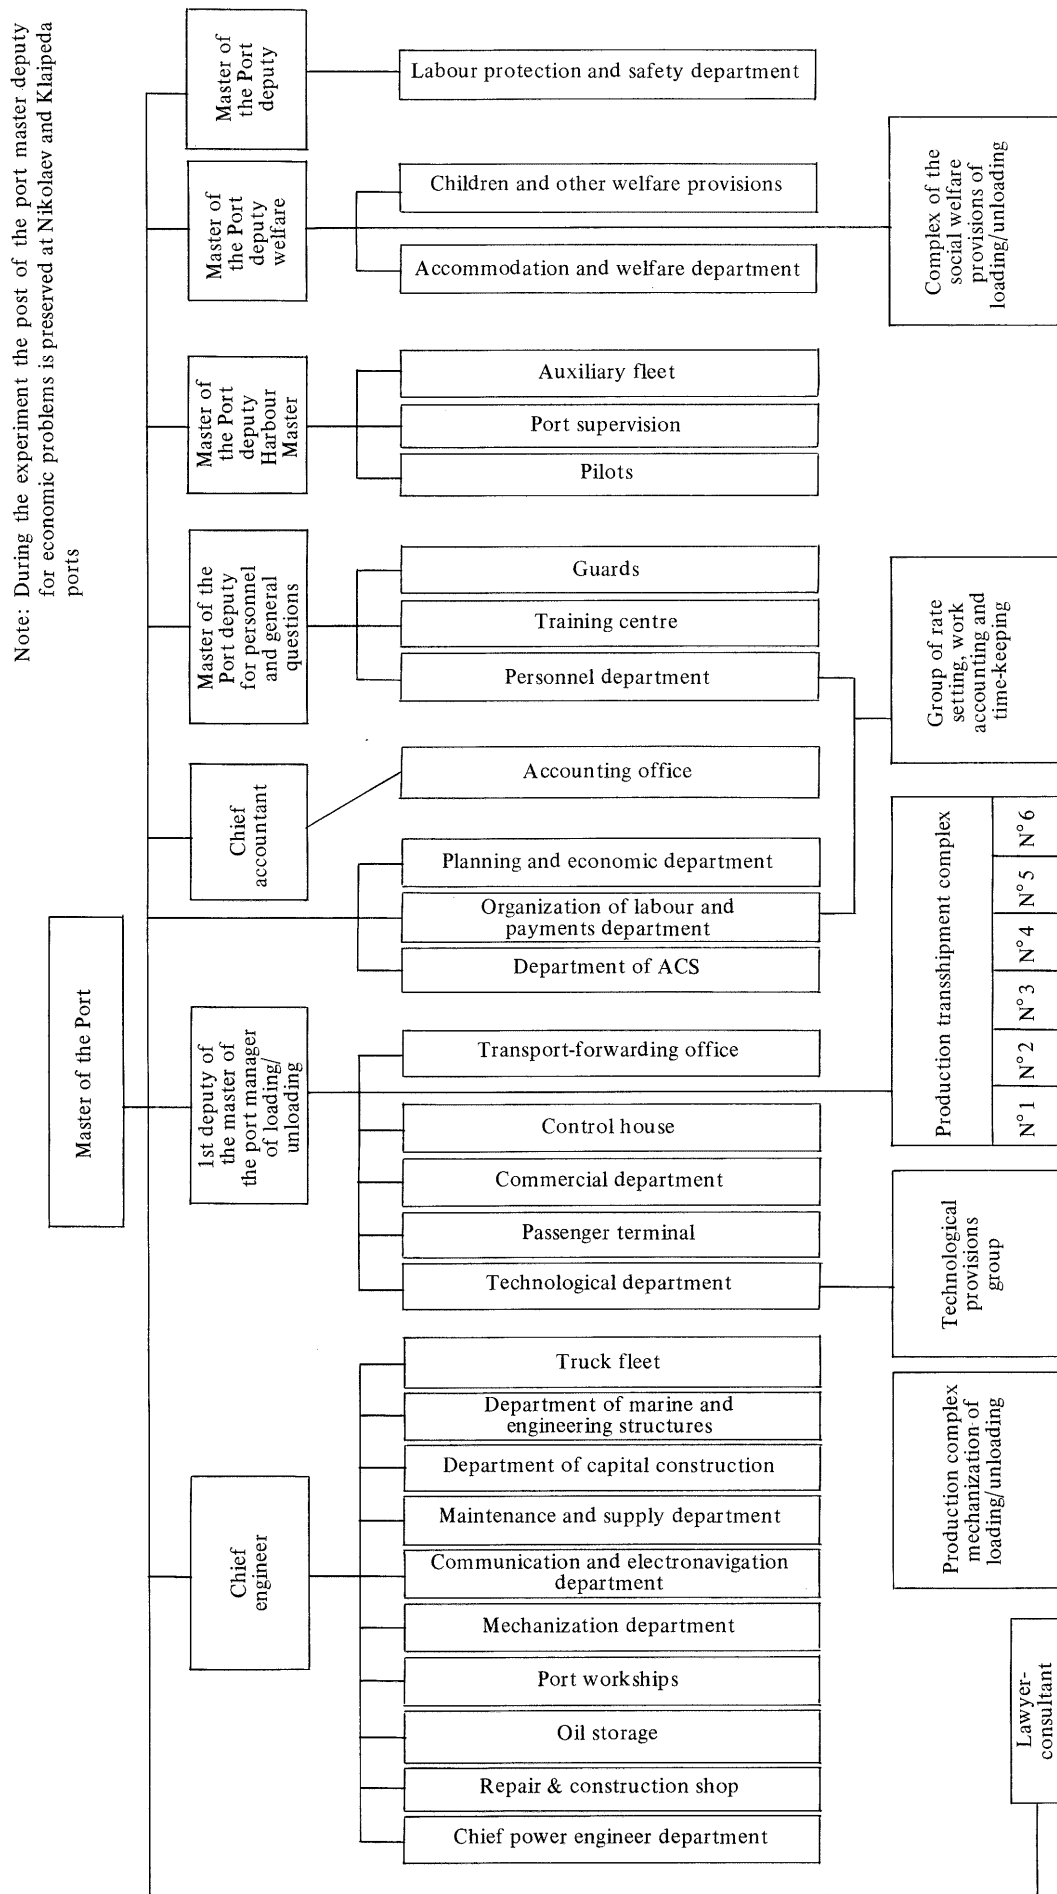 Note: During the experiment the post of the port master deputy
for economic problems is preserved at Nikolaev and Klaipeda
ports
Master of the Port
Master of
the Port
deputy
Labour protection and safety department
Master of
the Port
deputy
welfare
Children and other welfare provisions
Accommodation and welfare department
Complex of the
social welfare
provisions of
loading/unloading
Master of
the Port
deputy
Harbour
Master
Auxiliary fleet
Port supervision
Pilots
Master of the
Port deputy
for personnel
and general
questions
Guards
Training centre
Personnel department
Group of rate
setting, work
accounting and
time-keeping
Chief
accountant
Accounting office
Planning and economic department
Organization of labour and
payments department
Department of ACS
1st deputy of
the master of
the port manager
of loading/
unloading
Transport-forwarding office
Control house
Commercial department
Passenger terminal
Technological department
Production transshipment complex
N°1 N°2 N°3 N°4 N°5 N°6
Technological
provisions
group
Chief
engineer
Truck fleet
Department of marine and
engineering structures
Department of capital construction
Maintenance and supply department
Communication and electronavigation
department
Mechanization department
Port workships
Oil storage
Repair & construction shop
Chief power engineer department
Production complex
mechanization of
loading/unloading
Lawyer-
consultant